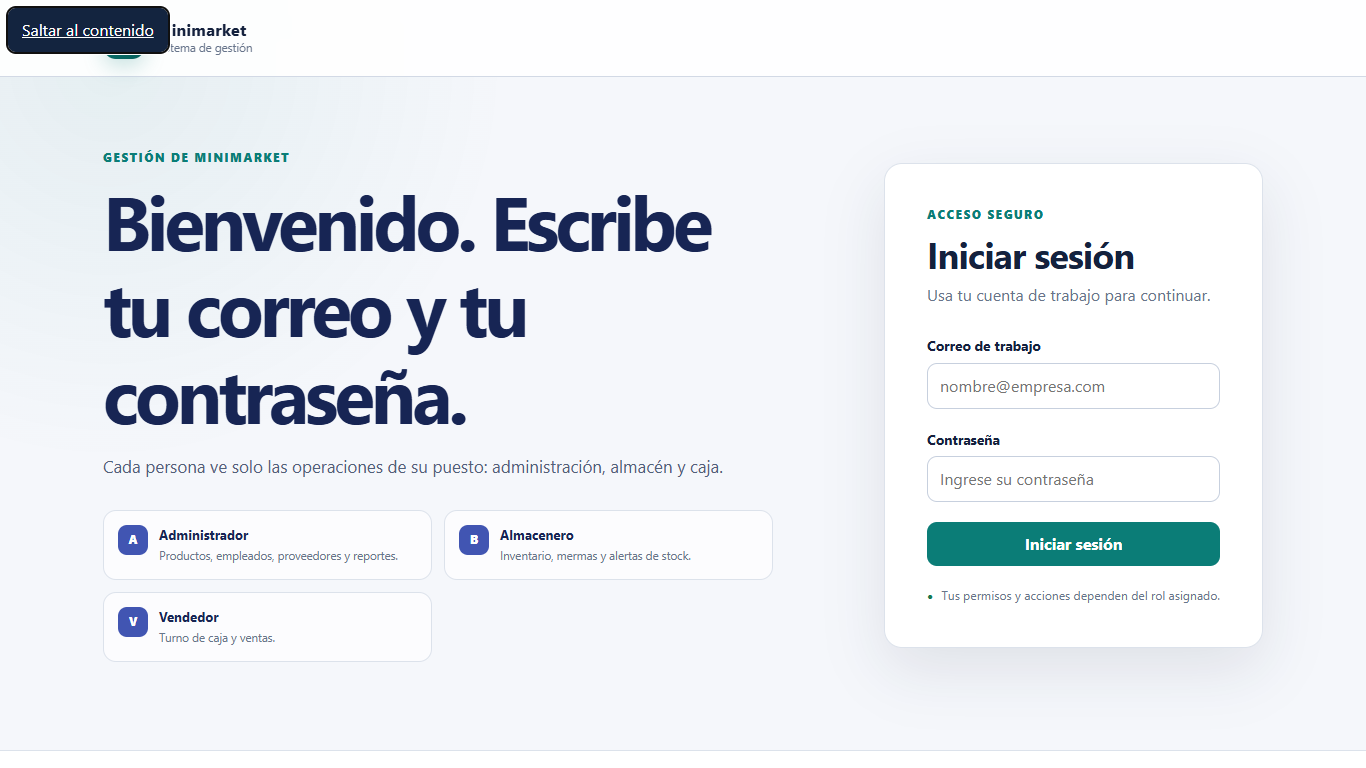 Saltar al contenido
inimarket
tema de gestión
GESTIÓN DE MINIMARKET
Bienvenido. Escribe
tu correo y tu
contraseña.
Cada persona ve solo las operaciones de su puesto: administración, almacén y caja.
A
Administrador
Productos, empleados, proveedores y reportes.
B
Almacenero
Inventario, mermas y alertas de stock.
V
Vendedor
Turno de caja y ventas.
ACCESO SEGURO
Iniciar sesión
Usa tu cuenta de trabajo para continuar.
Correo de trabajo
nombre@empresa.com
Contraseña
Ingrese su contraseña
Iniciar sesión
• Tus permisos y acciones dependen del rol asignado.